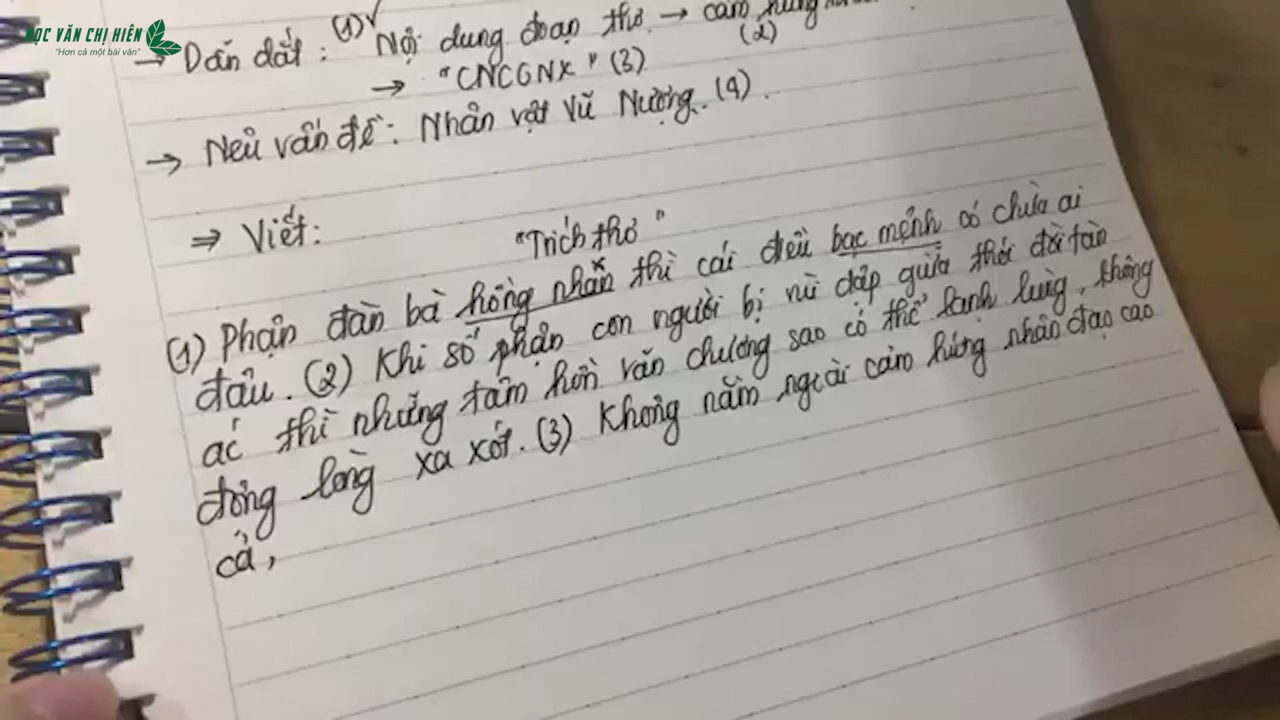 HỌC VĂN CHỊ HIÊN
"Hơn cả một bài văn"
→ Dẫn dắt : (1) Nội dung đoạn thơ → cảm hứng
(2)
→ "CNCGNX" (3)
→ Nêu vấn đề: Nhân vật Vũ Nương. (4).
⇒ Viết:
"Trích thơ"
(1) Phận đàn bà hồng nhan thì cái điều bạc mệnh có chừa ai
đâu. (2) Khi số phận con người bị vùi dập giữa thời đời tàn
ác thì những tâm hồn văn chương sao có thể lạnh lùng, không
động lòng xa xót. (3) Không nằm ngoài cảm hứng nhân đạo cao
cả,